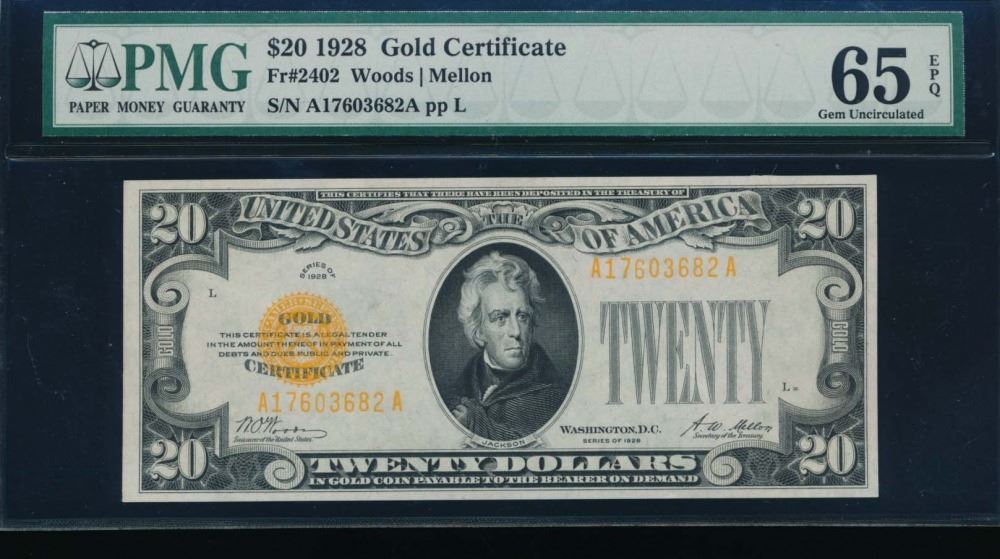 PMG
PAPER MONEY GUARANTY
$20 1928 Gold Certificate
Fr#2402 Woods | Mellon
S/N A17603682A pp L
65
EPQ
Gem Uncirculated
THIS CERTIFIES THAT THERE HAVE BEEN DEPOSITED IN THE TREASURY OF
20
UNITED STATES
THE
OF AMERICA
20
SERIES OF
1928
A17603682A
L
GOLD
GOLD
THIS CERTIFICATE IS A LEGAL TENDER
IN THE AMOUNT THEREOF IN PAYMENT OF ALL
DEBTS AND DUES PUBLIC AND PRIVATE
CERTIFICATE
TWENTY
GOLD
L
A17603682A
W.O. Woods
Treasurer of the United States
JACKSON
WASHINGTON, D.C.
SERIES OF 1928
A. W. Mellon
Secretary of the Treasury
20
TWENTY DOLLARS
20
IN GOLD COIN PAYABLE TO THE BEARER ON DEMAND